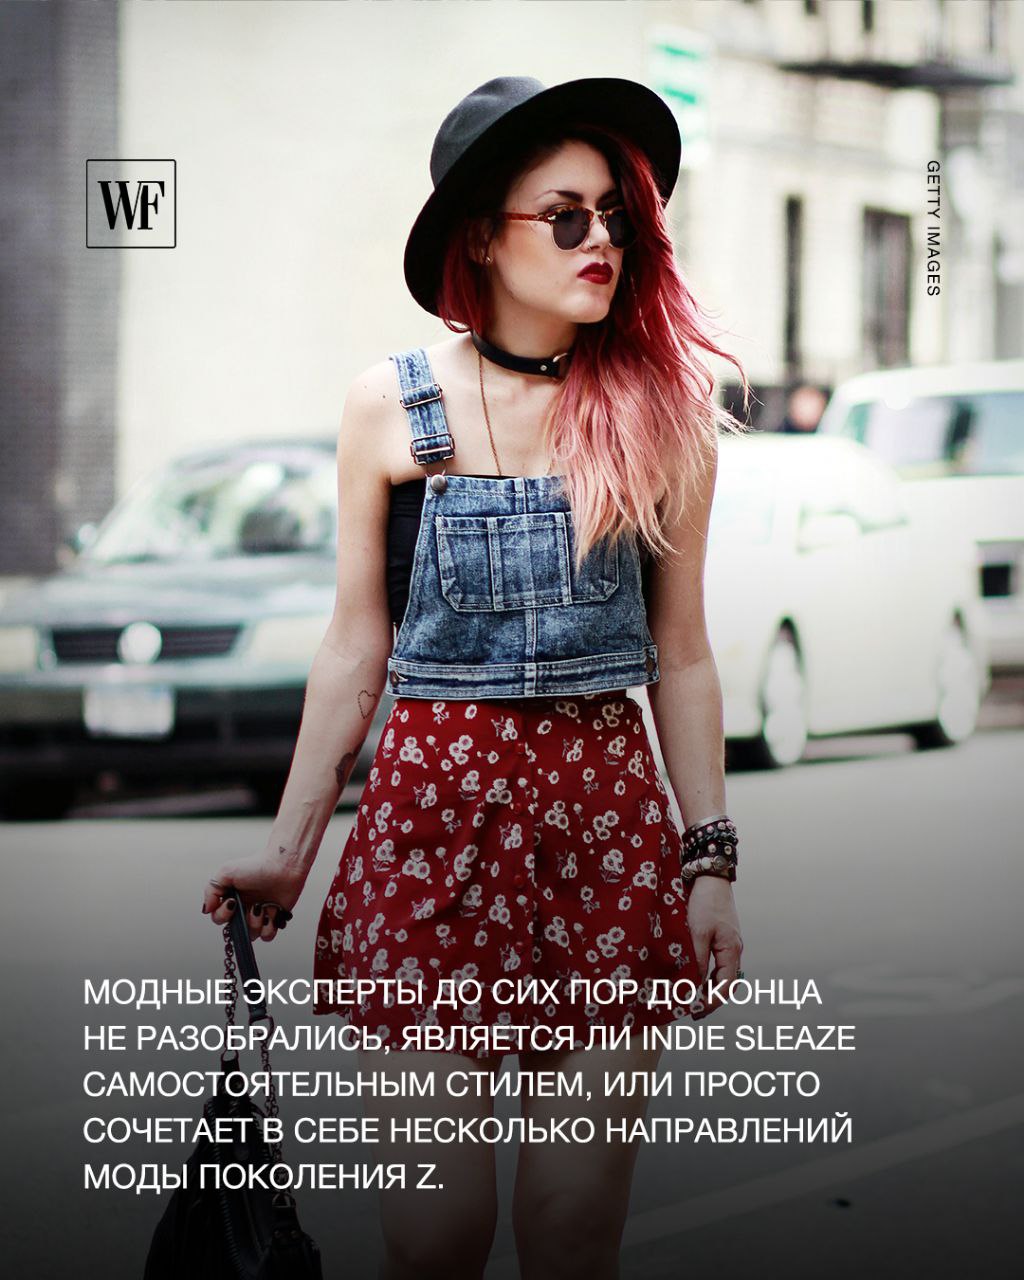 WF
GETTY IMAGES
МОДНЫЕ ЭКСПЕРТЫ ДО СИХ ПОР ДО КОНЦА
НЕ РАЗОБРАЛИСЬ, ЯВЛЯЕТСЯ ЛИ INDIE SLEAZE
САМОСТОЯТЕЛЬНЫМ СТИЛЕМ, ИЛИ ПРОСТО
СОЧЕТАЕТ В СЕБЕ НЕСКОЛЬКО НАПРАВЛЕНИЙ
МОДЫ ПОКОЛЕНИЯ Z.